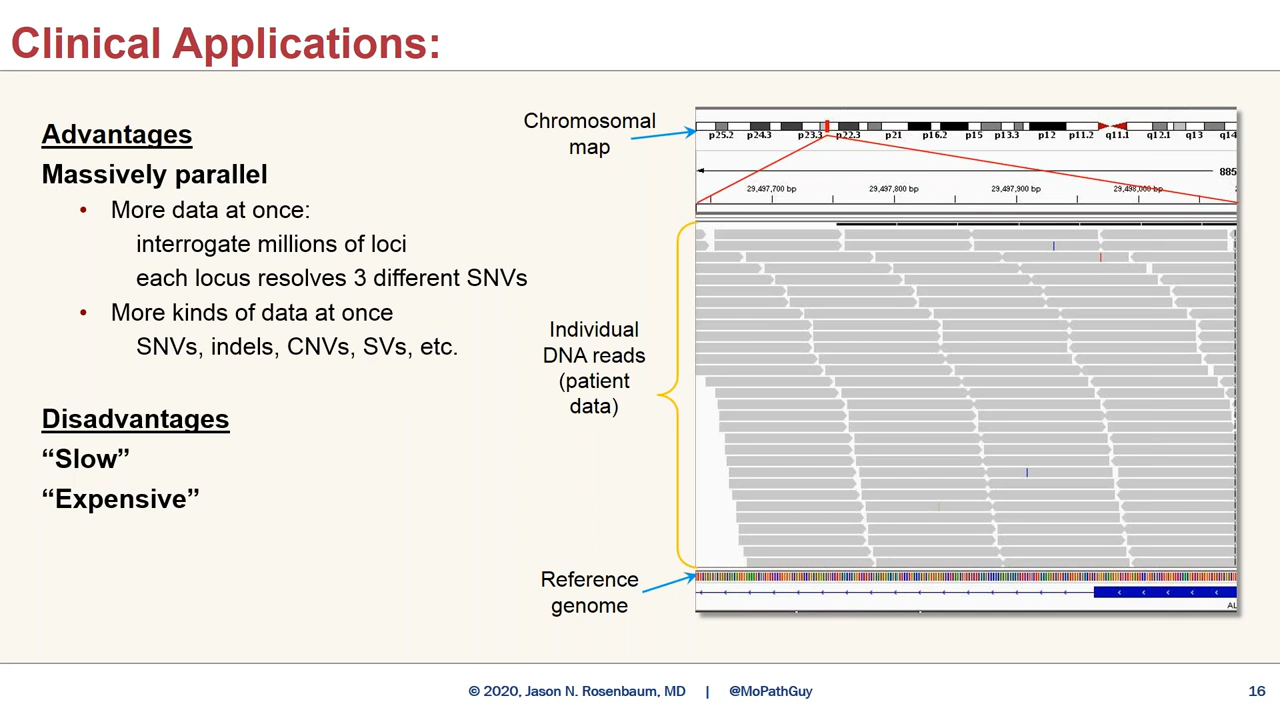 Clinical Applications:
Advantages
Massively parallel
• More data at once:
interrogate millions of loci
each locus resolves 3 different SNVs
• More kinds of data at once
SNVs, indels, CNVs, SVs, etc.
Disadvantages
“Slow”
“Expensive”
Chromosomal
map
p25.2 p24.3 p23.3 p22.3 p21 p16.2 p15 p13.3 p12 p11.2 q11.1 q12.1 q13 q14
885
29,497,700 bp 29,497,800 bp 29,497,900 bp 29,498,000 bp
Individual
DNA reads
(patient
data)
Reference
genome
AL
© 2020, Jason N. Rosenbaum, MD | @MoPathGuy
16